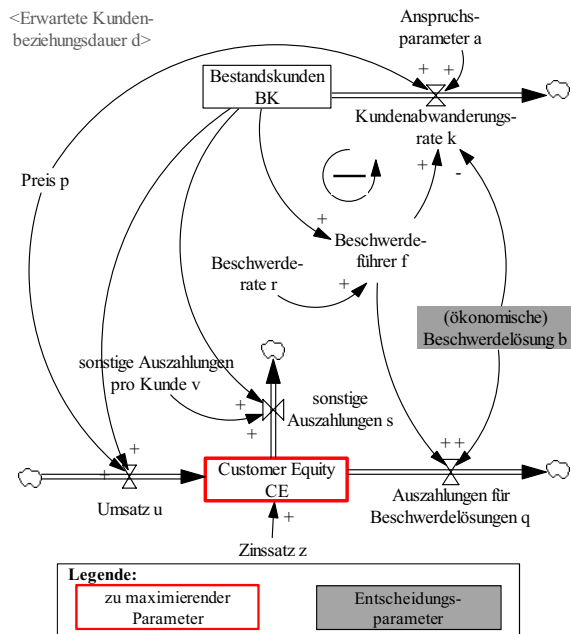 <Erwartete Kunden-
beziehungsdauer d>
Anspruchs-
parameter a
+ +
Bestandskunden
BK
Kundenabwanderungs-
rate k
Preis p
+
-
—
+
Beschwerde-
führer f
Beschwerde-
rate r
+
(ökonomische)
Beschwerdelösung b
sonstige Auszahlungen
pro Kunde v
sonstige
Auszahlungen s
+
+
+
+
++
Customer Equity
CE
Umsatz u
Auszahlungen für
Beschwerdelösungen q
+
Zinssatz z
Legende:
zu maximierender
Parameter
Entscheidungs-
parameter